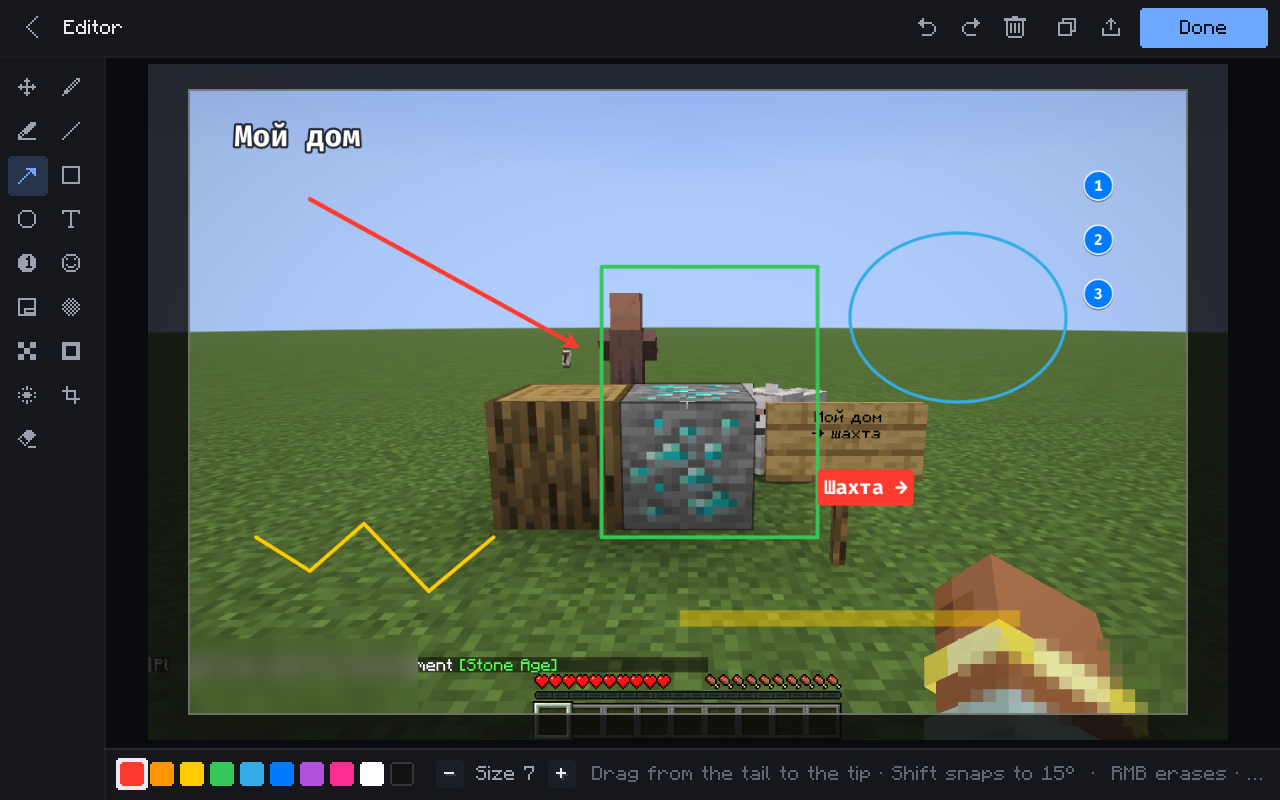 Editor
Done
Мой дом
1
2
3
Мой дом
→ шахта
Шахта →
[Pl
ment [Stone Age]
Size 7
Drag from the tail to the tip · Shift snaps to 15° · RMB erases · ...